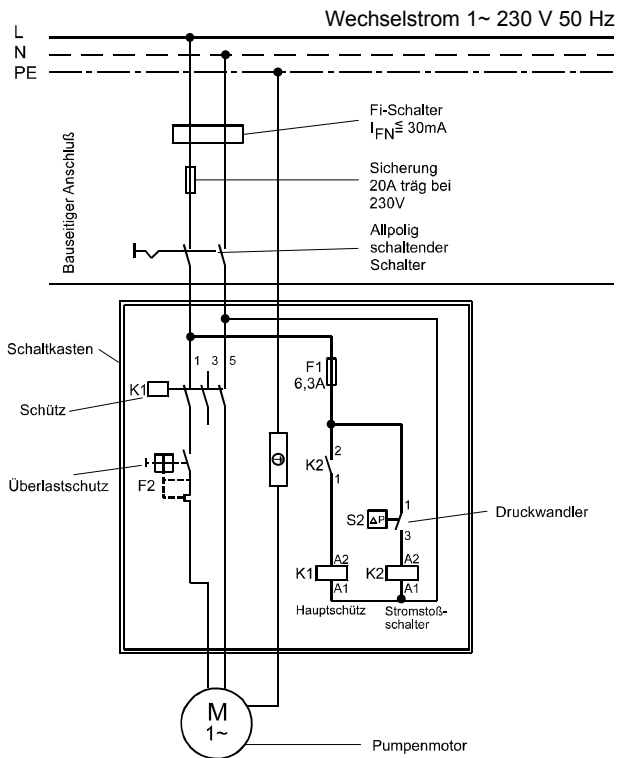 Wechselstrom 1~ 230 V 50 Hz
L
N
PE
Bauseitiger Anschluß
Fi-Schalter
IFN ≦ 30mA
Sicherung
20A träg bei
230V
Allpolig
schaltender
Schalter
Schaltkasten
1 3 5
F1
6,3A
K1
Schütz
2
K2
1
Überlastschutz
F2
S2
ΔP
1
3
Druckwandler
A2
K1
A1
A2
K2
A1
Hauptschütz
Stromstoß-
schalter
M
1~
Pumpenmotor